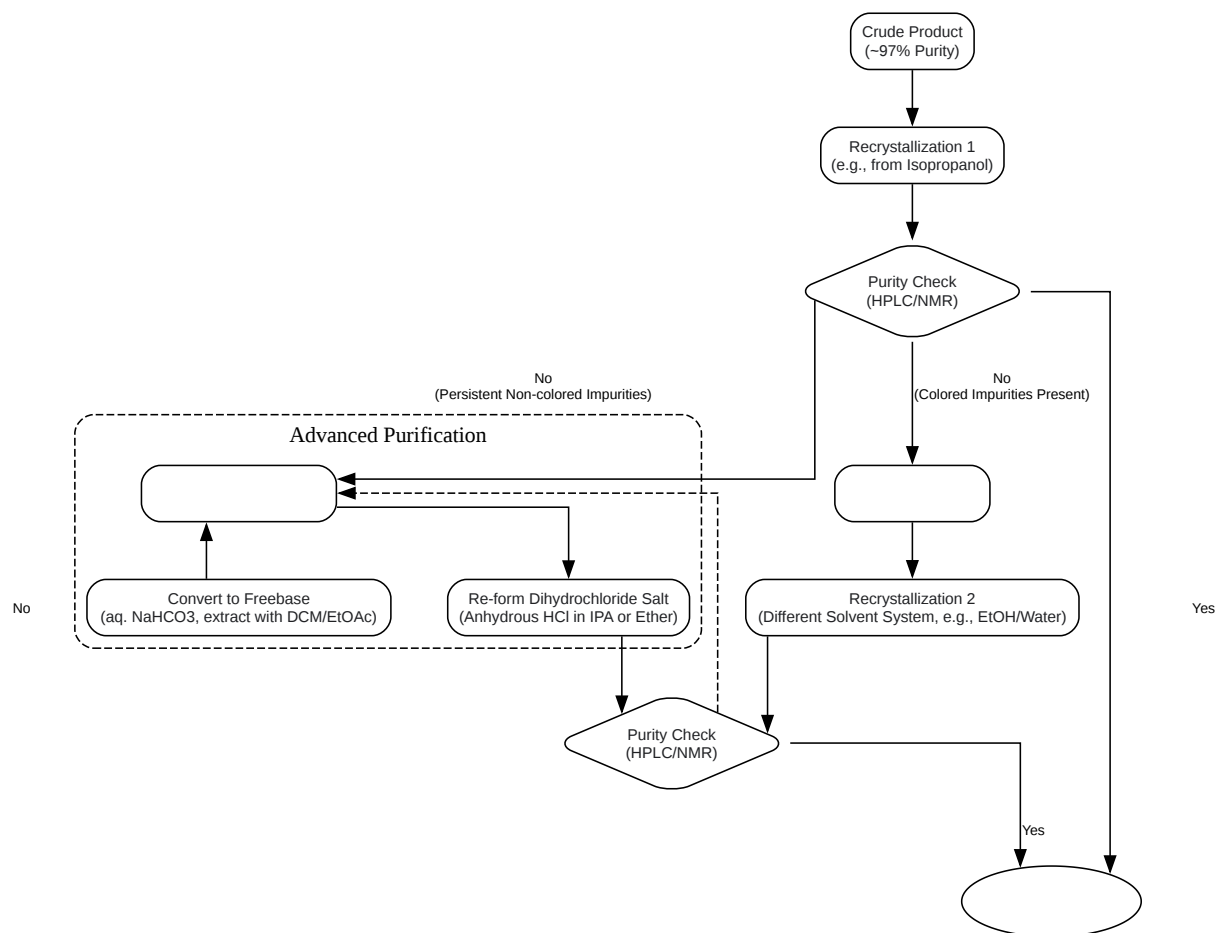 Crude Product
(~97% Purity)
Recrystallization 1
(e.g., from Isopropanol)
Purity Check
(HPLC/NMR)
No
(Persistent Non-colored Impurities)
No
(Colored Impurities Present)
Advanced Purification
Convert to Freebase
(aq. NaHCO3, extract with DCM/EtOAc)
Re-form Dihydrochloride Salt
(Anhydrous HCl in IPA or Ether)
Recrystallization 2
(Different Solvent System, e.g., EtOH/Water)
No
Yes
Purity Check
(HPLC/NMR)
Yes